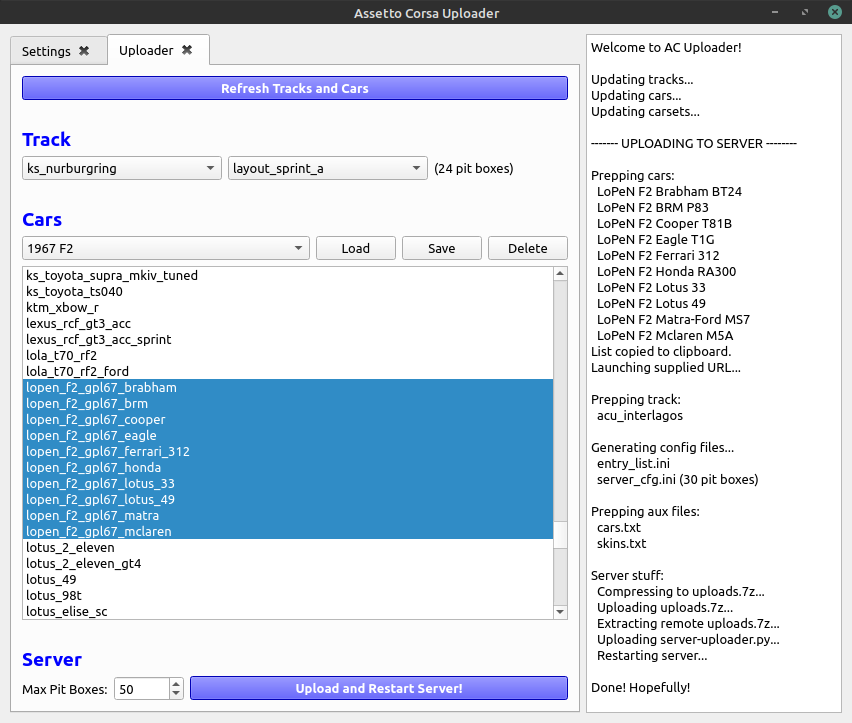 Assetto Corsa Uploader
Settings
Uploader
Refresh Tracks and Cars
Track
ks_nurburgring
layout_sprint_a
(24 pit boxes)
Cars
1967 F2
Load
Save
Delete
ks_toyota_supra_mkiv_tuned
ks_toyota_ts040
ktm_xbow_r
lexus_rcf_gt3_acc
lexus_rcf_gt3_acc_sprint
lola_t70_rf2
lola_t70_rf2_ford
lopen_f2_gpl67_brabham
lopen_f2_gpl67_brm
lopen_f2_gpl67_cooper
lopen_f2_gpl67_eagle
lopen_f2_gpl67_ferrari_312
lopen_f2_gpl67_honda
lopen_f2_gpl67_lotus_33
lopen_f2_gpl67_lotus_49
lopen_f2_gpl67_matra
lopen_f2_gpl67_mclaren
lotus_2_eleven
lotus_2_eleven_gt4
lotus_49
lotus_98t
lotus_elise_sc
Server
Max Pit Boxes:
50
Upload and Restart Server!
Welcome to AC Uploader!
Updating tracks...
Updating cars...
Updating carsets...
------- UPLOADING TO SERVER --------
Prepping cars:
LoPeN F2 Brabham BT24
LoPeN F2 BRM P83
LoPeN F2 Cooper T81B
LoPeN F2 Eagle T1G
LoPeN F2 Ferrari 312
LoPeN F2 Honda RA300
LoPeN F2 Lotus 33
LoPeN F2 Lotus 49
LoPeN F2 Matra-Ford MS7
LoPeN F2 Mclaren M5A
List copied to clipboard.
Launching supplied URL...
Prepping track:
acu_interlagos
Generating config files...
entry_list.ini
server_cfg.ini (30 pit boxes)
Prepping aux files:
cars.txt
skins.txt
Server stuff:
Compressing to uploads.7z...
Uploading uploads.7z...
Extracting remote uploads.7z...
Uploading server-uploader.py...
Restarting server...
Done! Hopefully!